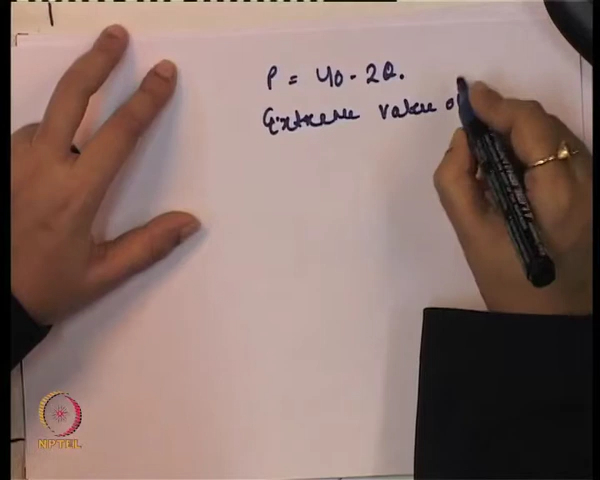 P = 40 - 2Q.
Extreme value o
NPTEL